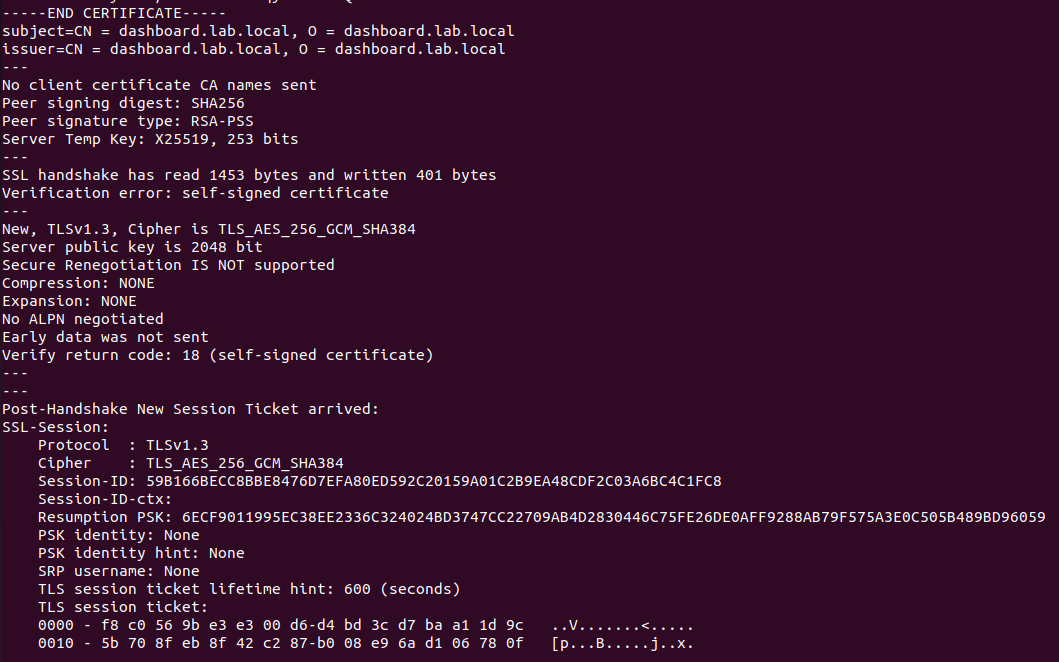 -----END CERTIFICATE-----
subject=CN = dashboard.lab.local, O = dashboard.lab.local
issuer=CN = dashboard.lab.local, O = dashboard.lab.local
---
No client certificate CA names sent
Peer signing digest: SHA256
Peer signature type: RSA-PSS
Server Temp Key: X25519, 253 bits
---
SSL handshake has read 1453 bytes and written 401 bytes
Verification error: self-signed certificate
---
New, TLSv1.3, Cipher is TLS_AES_256_GCM_SHA384
Server public key is 2048 bit
Secure Renegotiation IS NOT supported
Compression: NONE
Expansion: NONE
No ALPN negotiated
Early data was not sent
Verify return code: 18 (self-signed certificate)
---
---
Post-Handshake New Session Ticket arrived:
SSL-Session:
    Protocol  : TLSv1.3
    Cipher    : TLS_AES_256_GCM_SHA384
    Session-ID: 59B166BECC8BBE8476D7EFA80ED592C20159A01C2B9EA48CDF2C03A6BC4C1FC8
    Session-ID-ctx:
    Resumption PSK: 6ECF9011995EC38EE2336C324024BD3747CC22709AB4D2830446C75FE26DE0AFF9288AB79F575A3E0C505B489BD96059
    PSK identity: None
    PSK identity hint: None
    SRP username: None
    TLS session ticket lifetime hint: 600 (seconds)
    TLS session ticket:
    0000 - f8 c0 56 9b e3 e3 00 d6-d4 bd 3c d7 ba a1 1d 9c   ..V.......<.....
    0010 - 5b 70 8f eb 8f 42 c2 87-b0 08 e9 6a d1 06 78 0f   [p...B.....j..x.